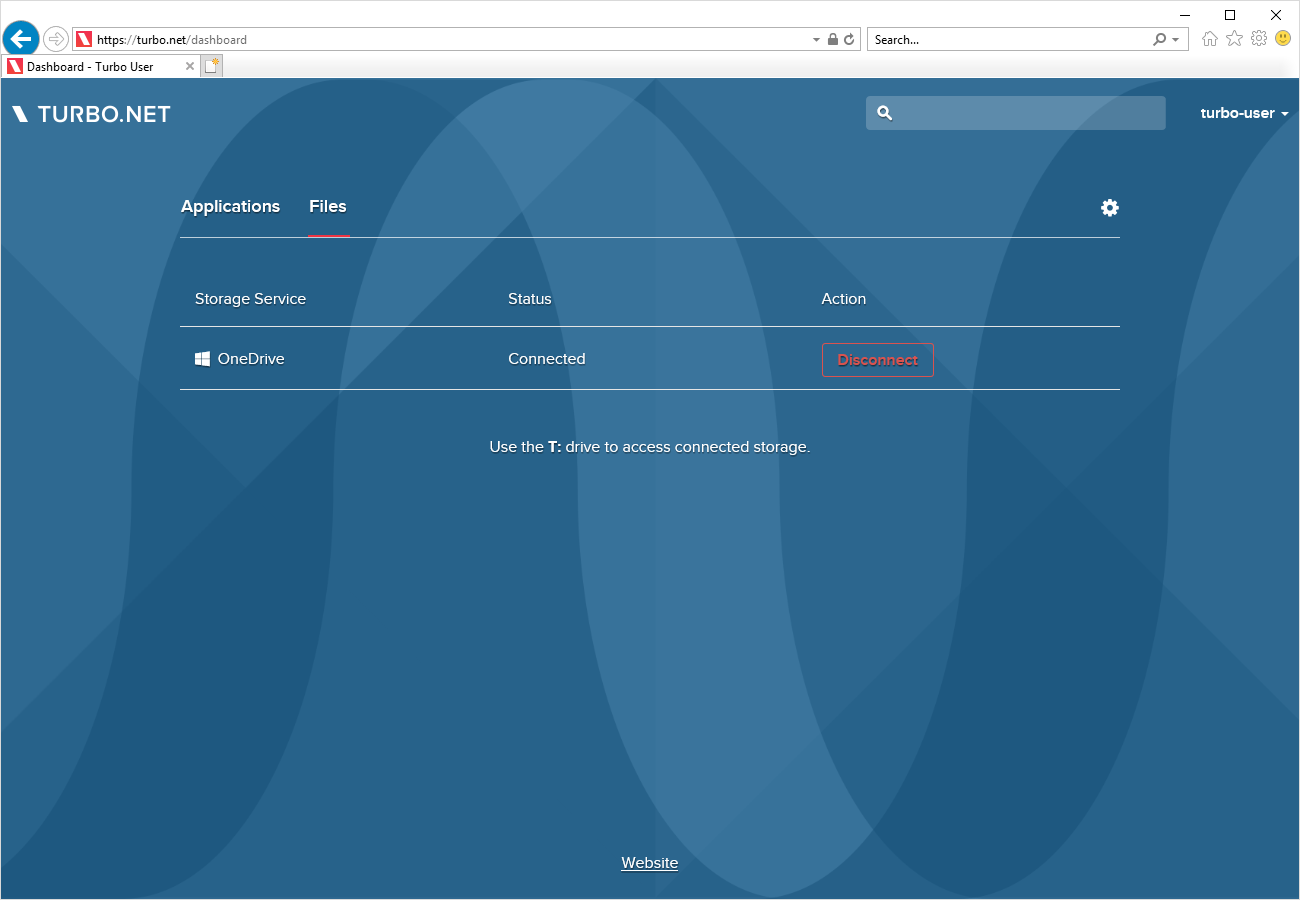 https://turbo.net/dashboard
Search...
Dashboard - Turbo User
TURBO.NET
turbo-user
Applications Files
Storage Service Status Action
OneDrive Connected Disconnect
Use the T: drive to access connected storage.
Website